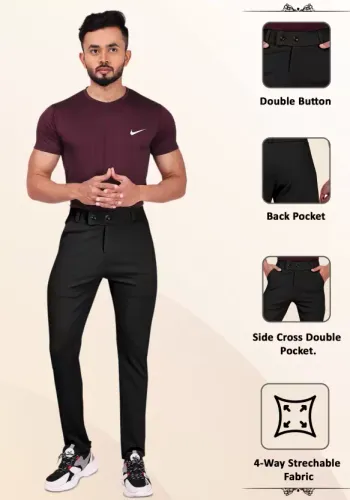 Double Button
Back Pocket
Side Cross Double
Pocket.
4-Way Strechable
Fabric